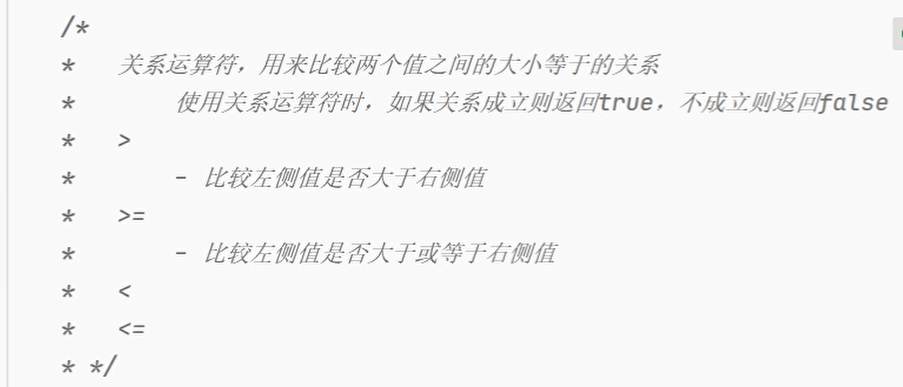 /*
*   关系运算符，用来比较两个值之间的大小等于的关系
*       使用关系运算符时，如果关系成立则返回true，不成立则返回false
*   >
*       - 比较左侧值是否大于右侧值
*   >=
*       - 比较左侧值是否大于或等于右侧值
*   <
*   <=
* */